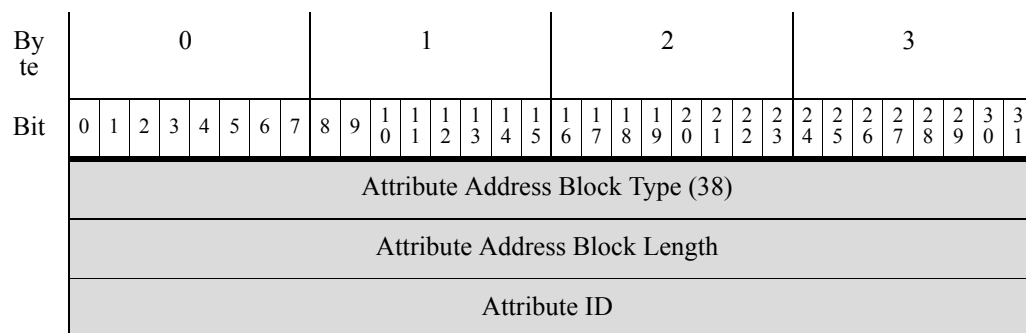 Byte 0 1 2 3
Bit 0 1 2 3 4 5 6 7 8 9 10 11 12 13 14 15 16 17 18 19 20 21 22 23 24 25 26 27 28 29 30 31
Attribute Address Block Type (38)
Attribute Address Block Length
Attribute ID